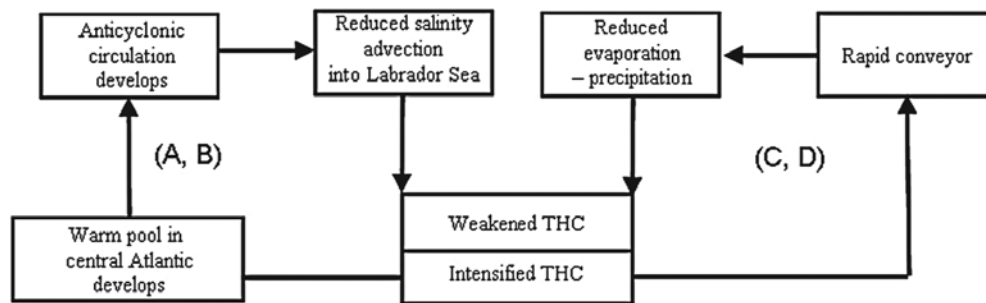 Anticyclonic
circulation develops
Reduced salinity
advection
into Labrador Sea
Reduced
evaporation
– precipitation
Rapid conveyor
(A, B)
(C, D)
Warm pool in
central Atlantic
develops
Weakened THC
Intensified THC